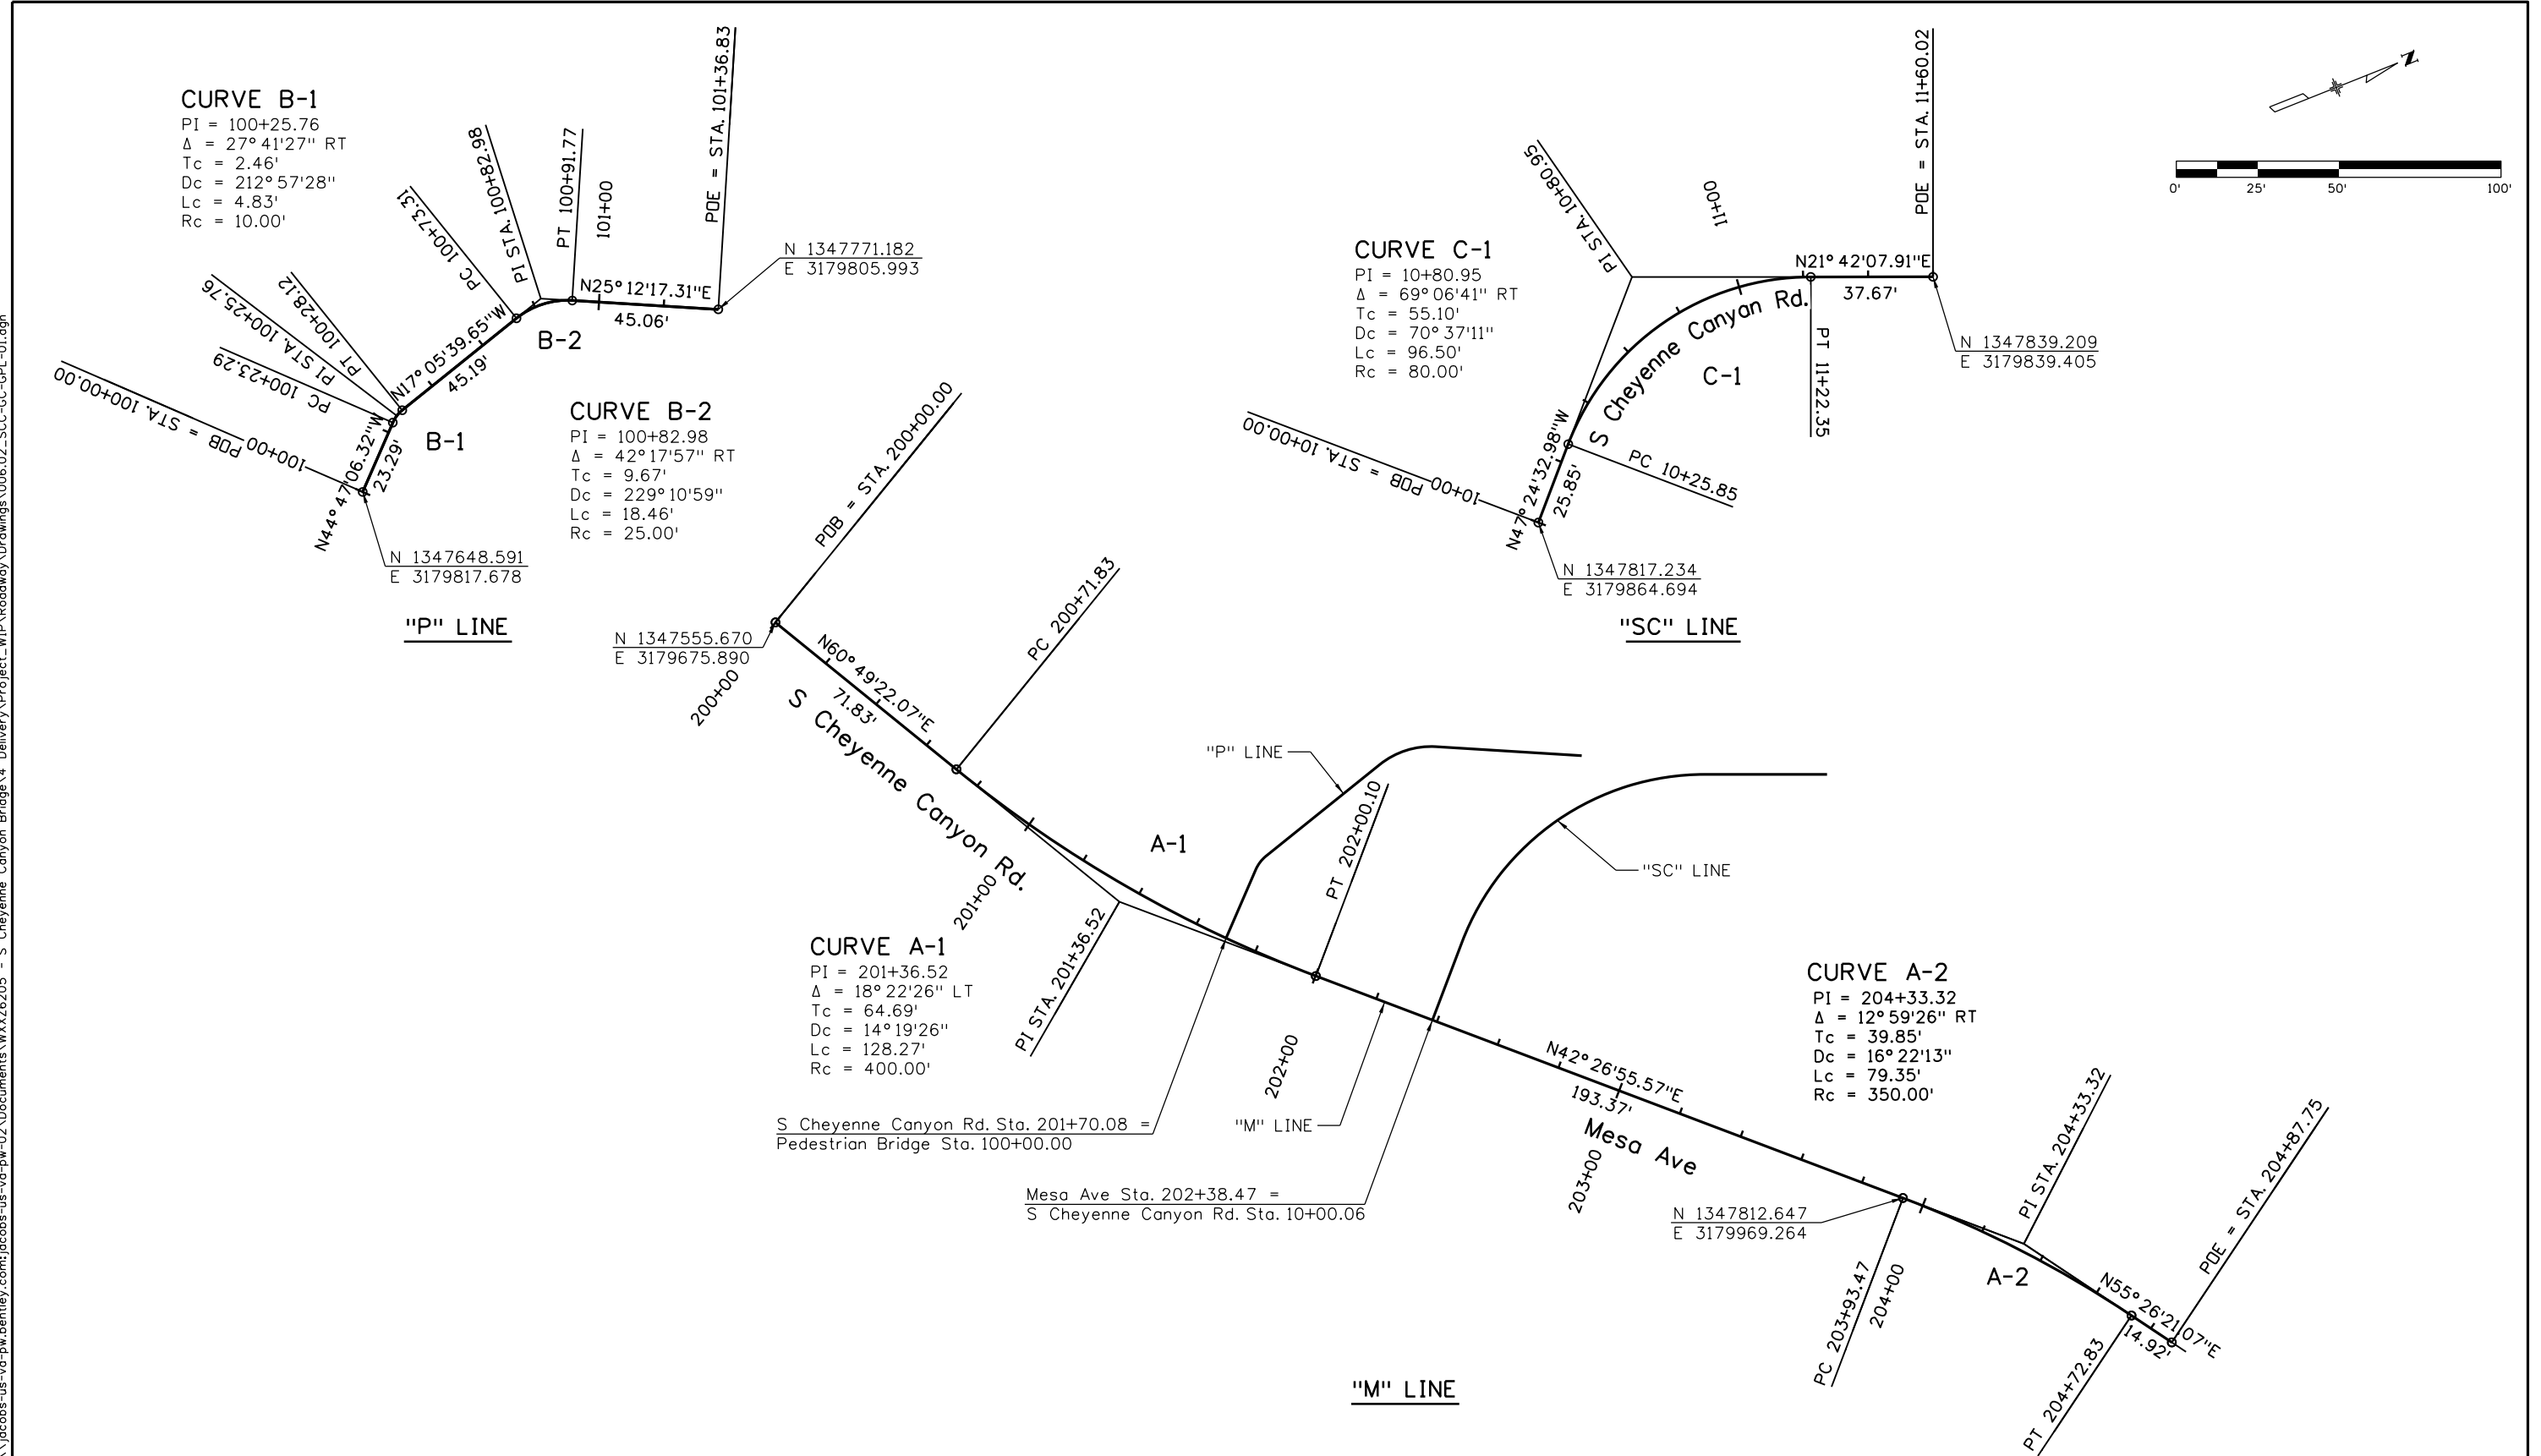 CURVE B-1
PI = 100+25.76
Δ = 27°41'27" RT
Tc = 2.46'
Dc = 212°57'28"
Lc = 4.83'
Rc = 10.00'
POB = STA. 100+00.00
100+00
PC 100+23.29
PI STA. 100+25.76
PT 100+28.12
PC 100+73.31
PI STA. 100+82.98
PT 100+91.77
101+00
POE = STA. 101+36.83
N44°47'06.32"W
23.29'
B-1
N17°05'39.65"W
45.19'
B-2
N25°12'17.31"E
45.06'
N 1347771.182
E 3179805.993
N 1347648.591
E 3179817.678
CURVE B-2
PI = 100+82.98
Δ = 42°17'57" RT
Tc = 9.67'
Dc = 229°10'59"
Lc = 18.46'
Rc = 25.00'
"P" LINE
CURVE C-1
PI = 10+80.95
Δ = 69°06'41" RT
Tc = 55.10'
Dc = 70°37'11"
Lc = 96.50'
Rc = 80.00'
POB = STA. 10+00.00
10+00
PI STA. 10+80.95
11+00
POE = STA. 11+60.02
N21°42'07.91"E
37.67'
PT 11+22.35
S Cheyenne Canyan Rd.
C-1
PC 10+25.85
N47°24'32.98"W
25.85'
N 1347839.209
E 3179839.405
N 1347817.234
E 3179864.694
"SC" LINE
N
0' 25' 50' 100'
POB = STA. 200+00.00
N 1347555.670
E 3179675.890
200+00
N60°49'22.07"E
71.83'
PC 200+71.83
S Cheyenne Canyon Rd.
201+00
A-1
PI STA. 201+36.52
CURVE A-1
PI = 201+36.52
Δ = 18°22'26" LT
Tc = 64.69'
Dc = 14°19'26"
Lc = 128.27'
Rc = 400.00'
"P" LINE
PT 202+00.10
"SC" LINE
S Cheyenne Canyon Rd. Sta. 201+70.08 =
Pedestrian Bridge Sta. 100+00.00
202+00
"M" LINE
Mesa Ave Sta. 202+38.47 =
S Cheyenne Canyon Rd. Sta. 10+00.06
N42°26'55.57"E
193.37'
Mesa Ave
203+00
CURVE A-2
PI = 204+33.32
Δ = 12°59'26" RT
Tc = 39.85'
Dc = 16°22'13"
Lc = 79.35'
Rc = 350.00'
N 1347812.647
E 3179969.264
PC 203+93.47
204+00
PI STA. 204+33.32
A-2
N55°26'21.07"E
14.92'
PT 204+72.83
POE = STA. 204+87.75
"M" LINE